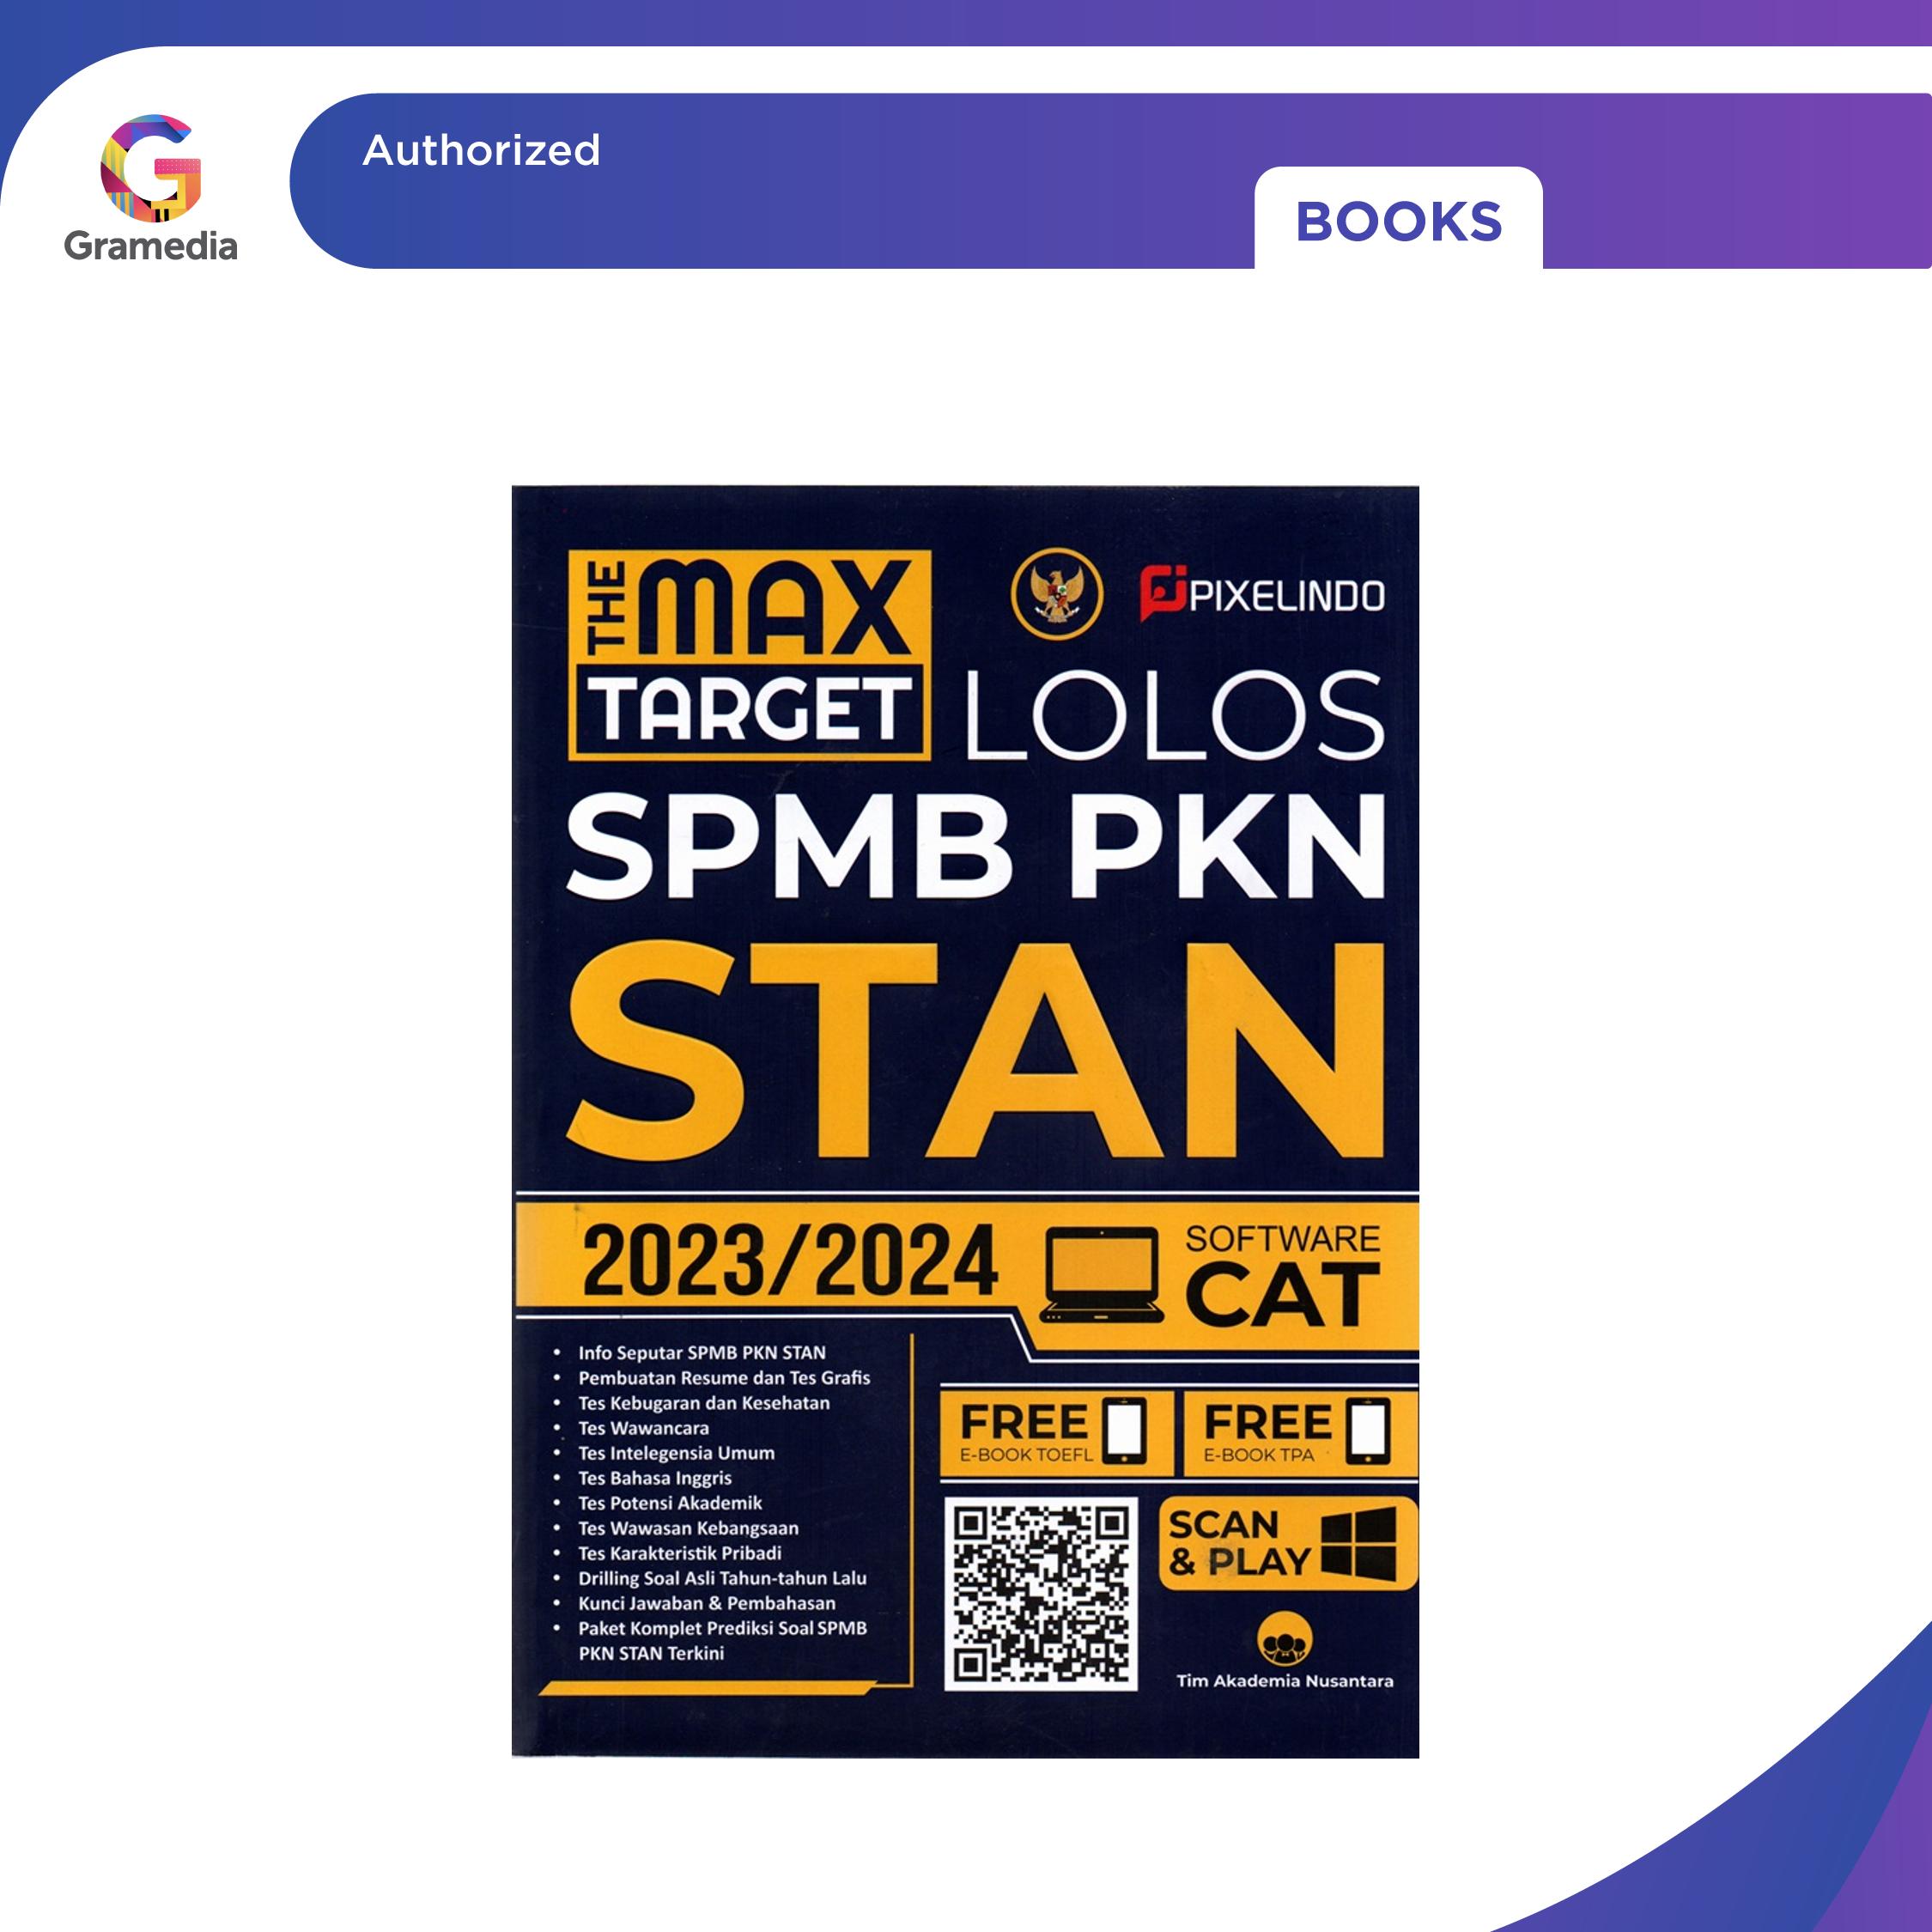 Gramedia
Authorized
BOOKS
THE MAX
TARGET
PIXELINDO
LOLOS
SPMB PKN
STAN
2023/2024
SOFTWARE
CAT
• Info Seputar SPMB PKN STAN
• Pembuatan Resume dan Tes Grafis
• Tes Kebugaran dan Kesehatan
• Tes Wawancara
• Tes Intelegensia Umum
• Tes Bahasa Inggris
• Tes Potensi Akademik
• Tes Wawasan Kebangsaan
• Tes Karakteristik Pribadi
• Drilling Soal Asli Tahun-tahun Lalu
• Kunci Jawaban & Pembahasan
• Paket Komplet Prediksi Soal SPMB
PKN STAN Terkini
FREE
E-BOOK TOEFL
FREE
E-BOOK TPA
SCAN
& PLAY
Tim Akademia Nusantara